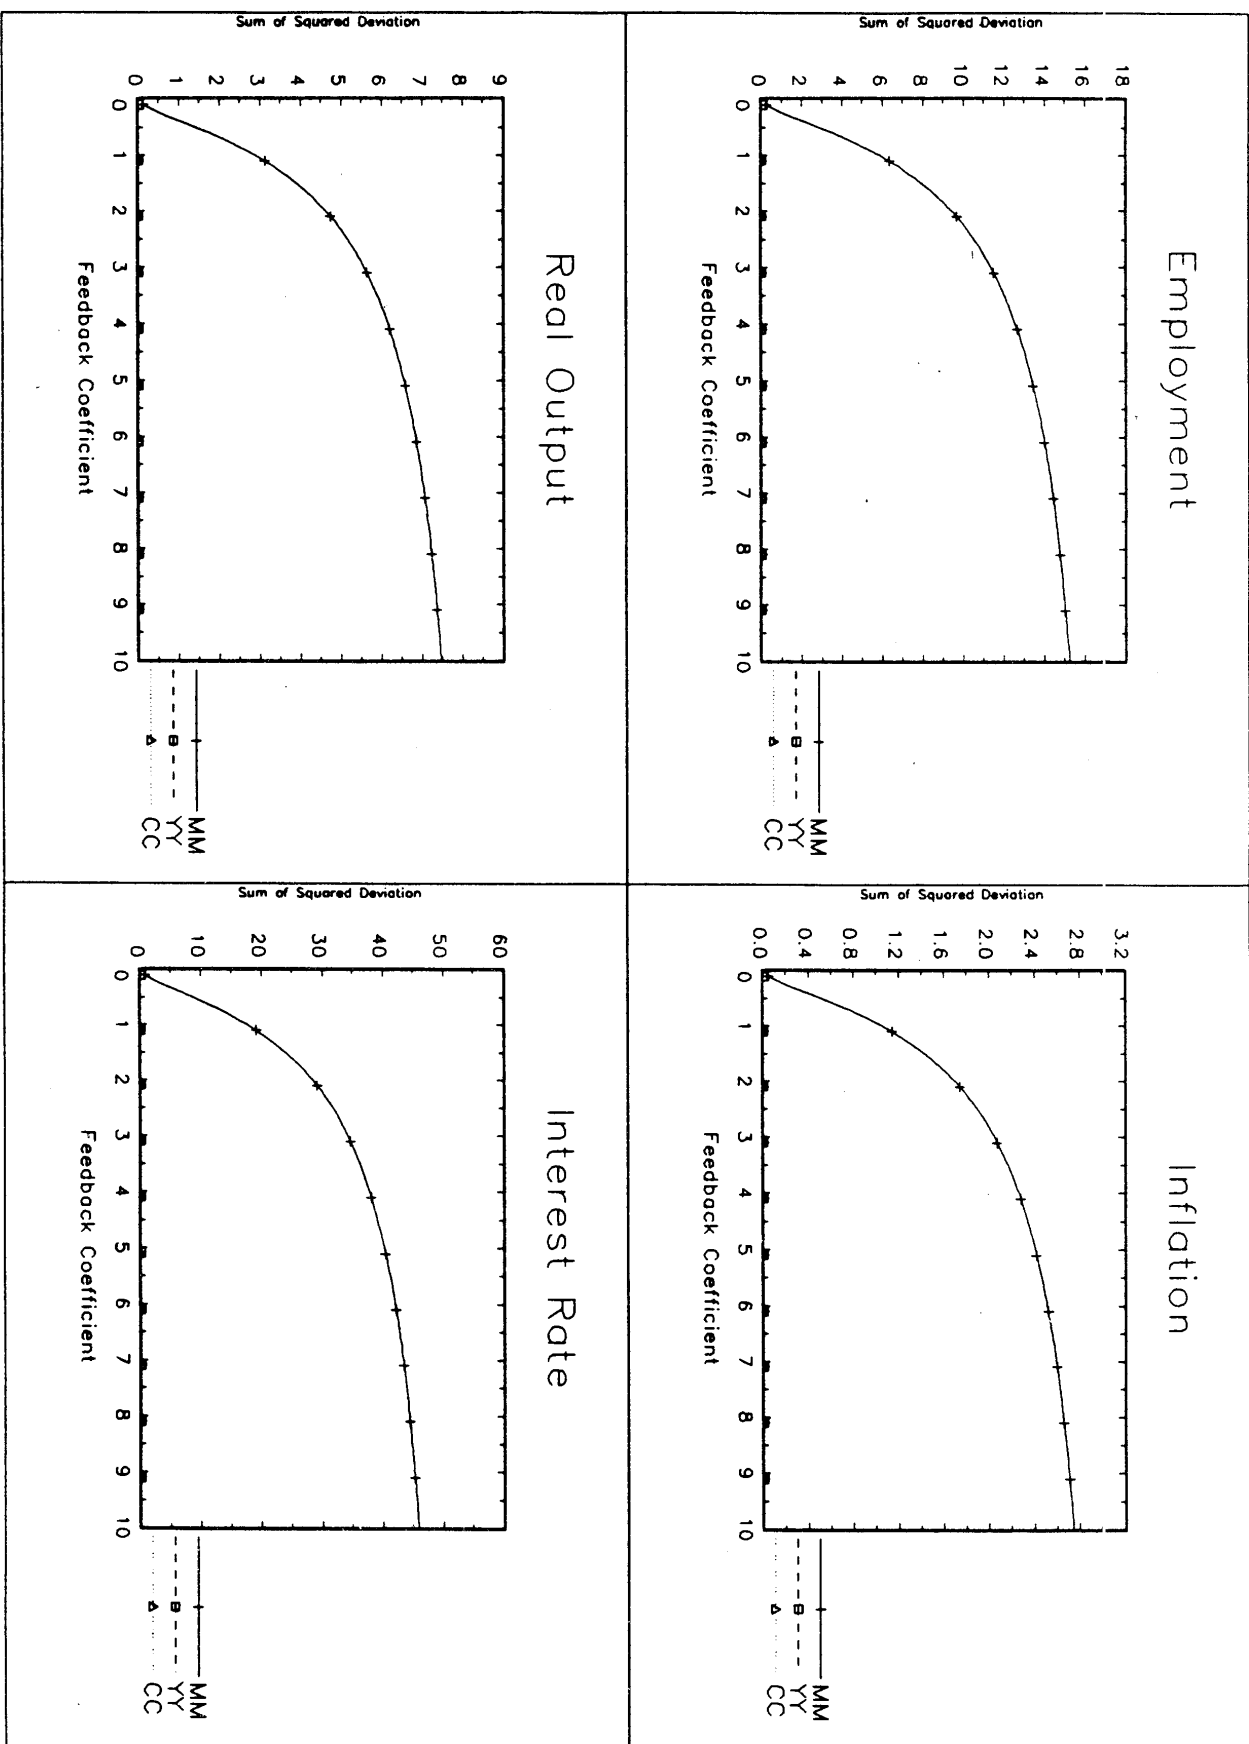 Employment
Sum of Squared Deviation
18
16
14
12
10
8
6
4
2
0
0 1 2 3 4 5 6 7 8 9 10
Feedback Coefficient
MM
YY
CC
Inflation
Sum of Squared Deviation
3.2
2.8
2.4
2.0
1.6
1.2
0.8
0.4
0.0
0 1 2 3 4 5 6 7 8 9 10
Feedback Coefficient
MM
YY
CC
Real Output
Sum of Squared Deviation
9
8
7
6
5
4
3
2
1
0
0 1 2 3 4 5 6 7 8 9 10
Feedback Coefficient
MM
YY
CC
Interest Rate
Sum of Squared Deviation
60
50
40
30
20
10
0
0 1 2 3 4 5 6 7 8 9 10
Feedback Coefficient
MM
YY
CC